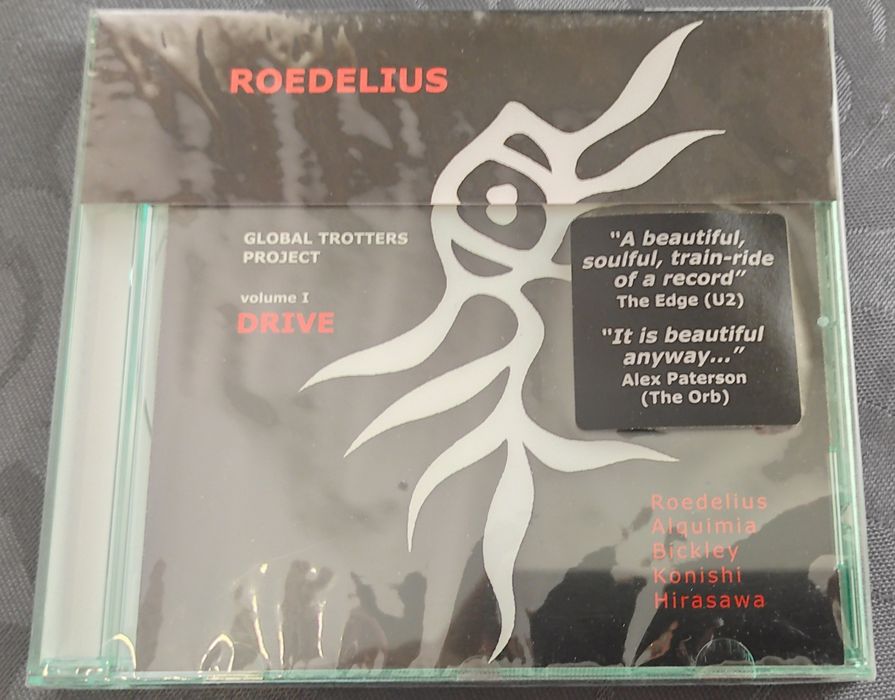 ROEDELIUS
GLOBAL TROTTERS
PROJECT
volume I
DRIVE
"A beautiful,
soulful, train-ride
of a record"
The Edge (U2)
"It is beautiful
anyway..."
Alex Paterson
(The Orb)
Roedelius
Alquimia
Bickley
Konishi
Hirasawa